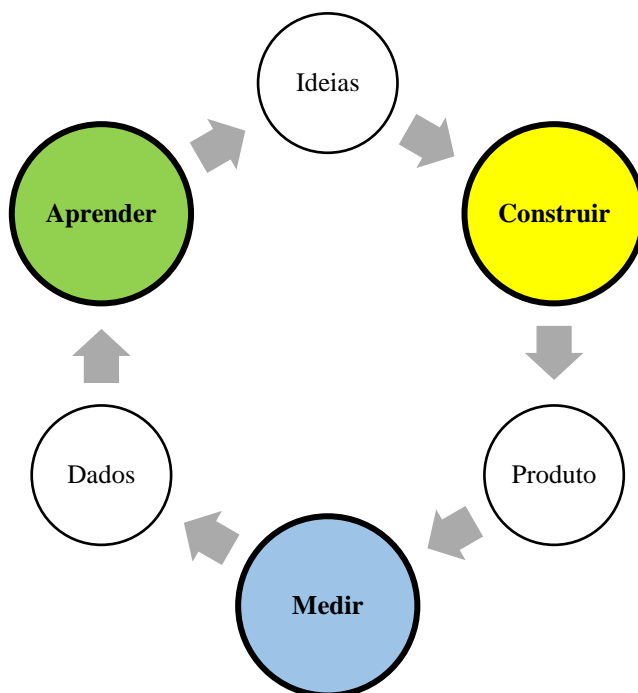 Ideias
Aprender
Construir
Dados
Produto
Medir